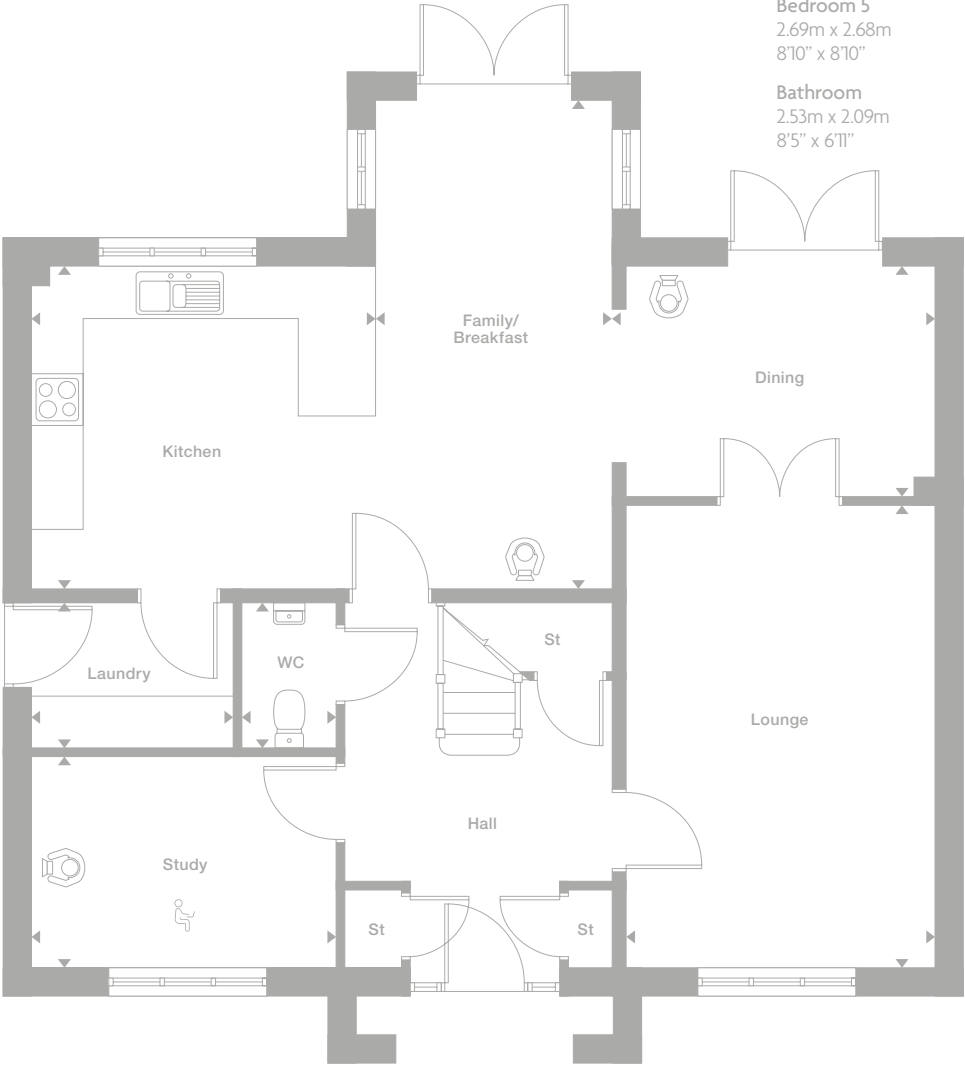 Bedroom 5
2.69m x 2.68m
8'10" x 8'10"
Bathroom
2.53m x 2.09m
8'5" x 6'11"
Family/
Breakfast
Dining
Kitchen
St
WC
Laundry
Lounge
Hall
Study
St
St